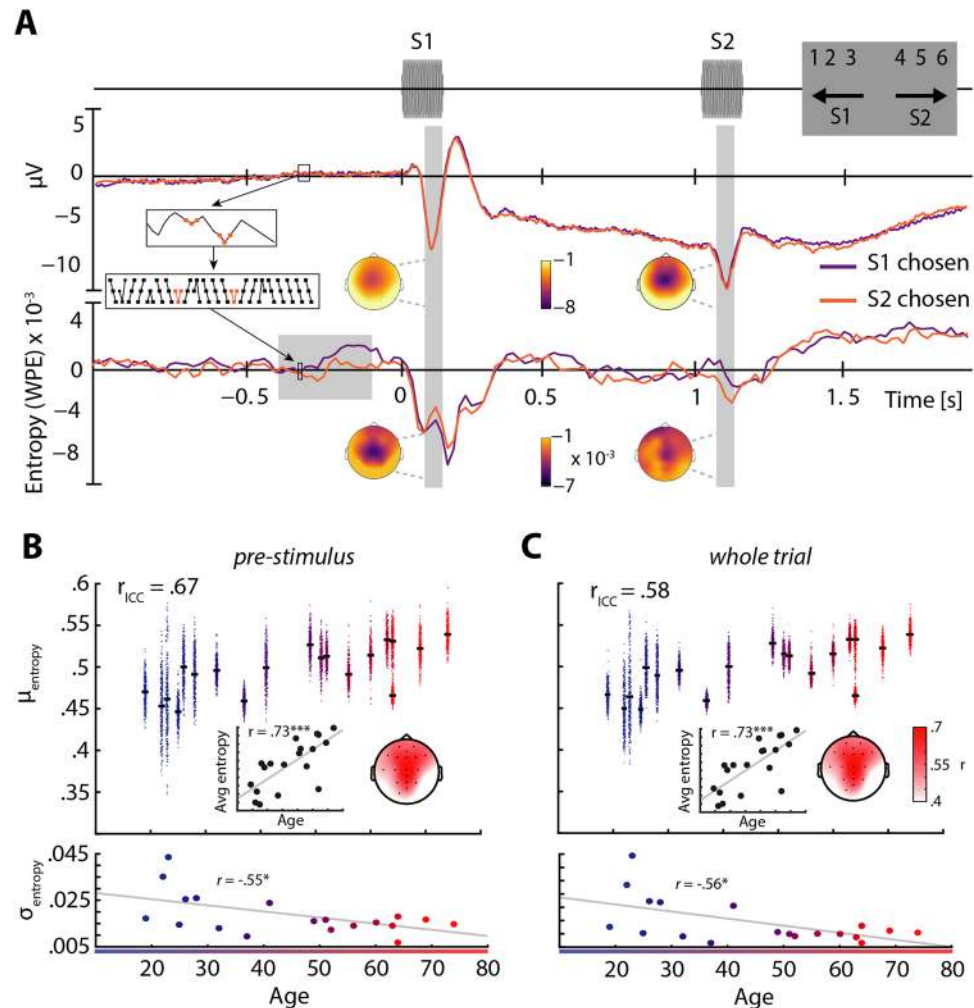 A
S1
S2
1 2 3
4 5 6
S1
S2
5
0
−5
−10
μV
−1
−8
S1 chosen
S2 chosen
4
2
0
−4
−8
Entropy (WPE) x 10⁻³
−0.5
0
0.5
1
1.5
Time [s]
−1
x 10⁻³
−7
B
pre-stimulus
r_ICC = .67
.6
.55
.5
.45
.4
.35
μ_entropy
r = .73***
Avg entropy
Age
.045
.025
.005
σ_entropy
r = -.55*
20 30 40 50 60 70 80
Age
C
whole trial
r_ICC = .58
r = .73***
Avg entropy
Age
.7
.55 r
.4
r = -.56*
20 30 40 50 60 70 80
Age